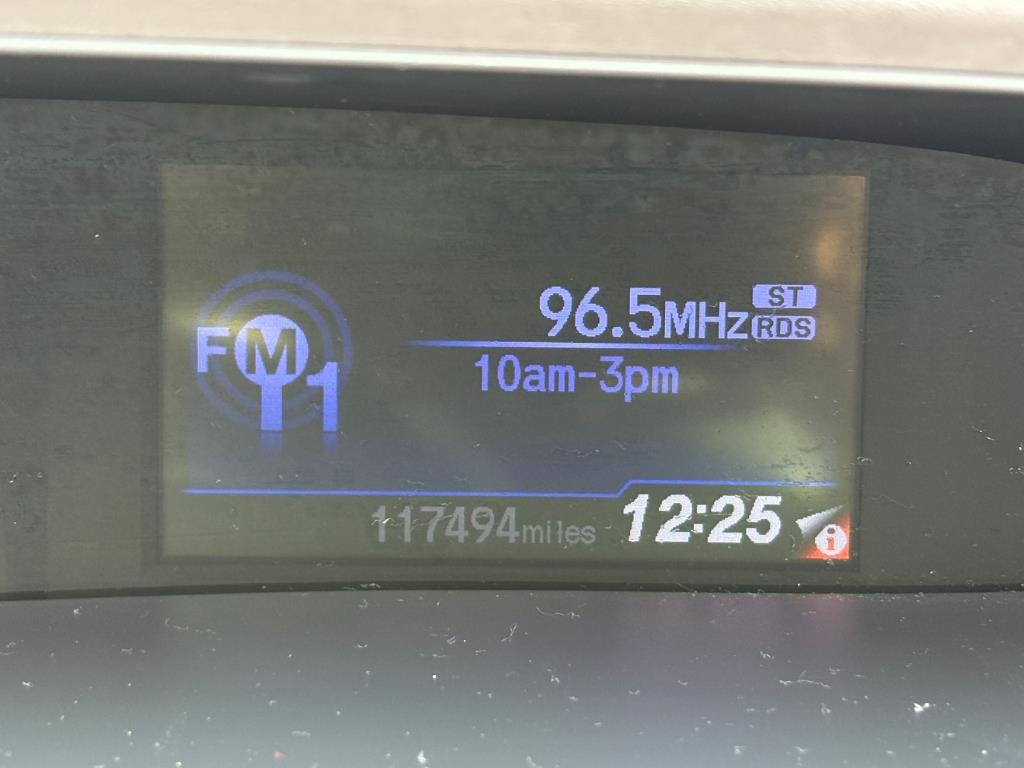 FM1
96.5MHz ST
RDS
10am-3pm
117494miles 12:25 i